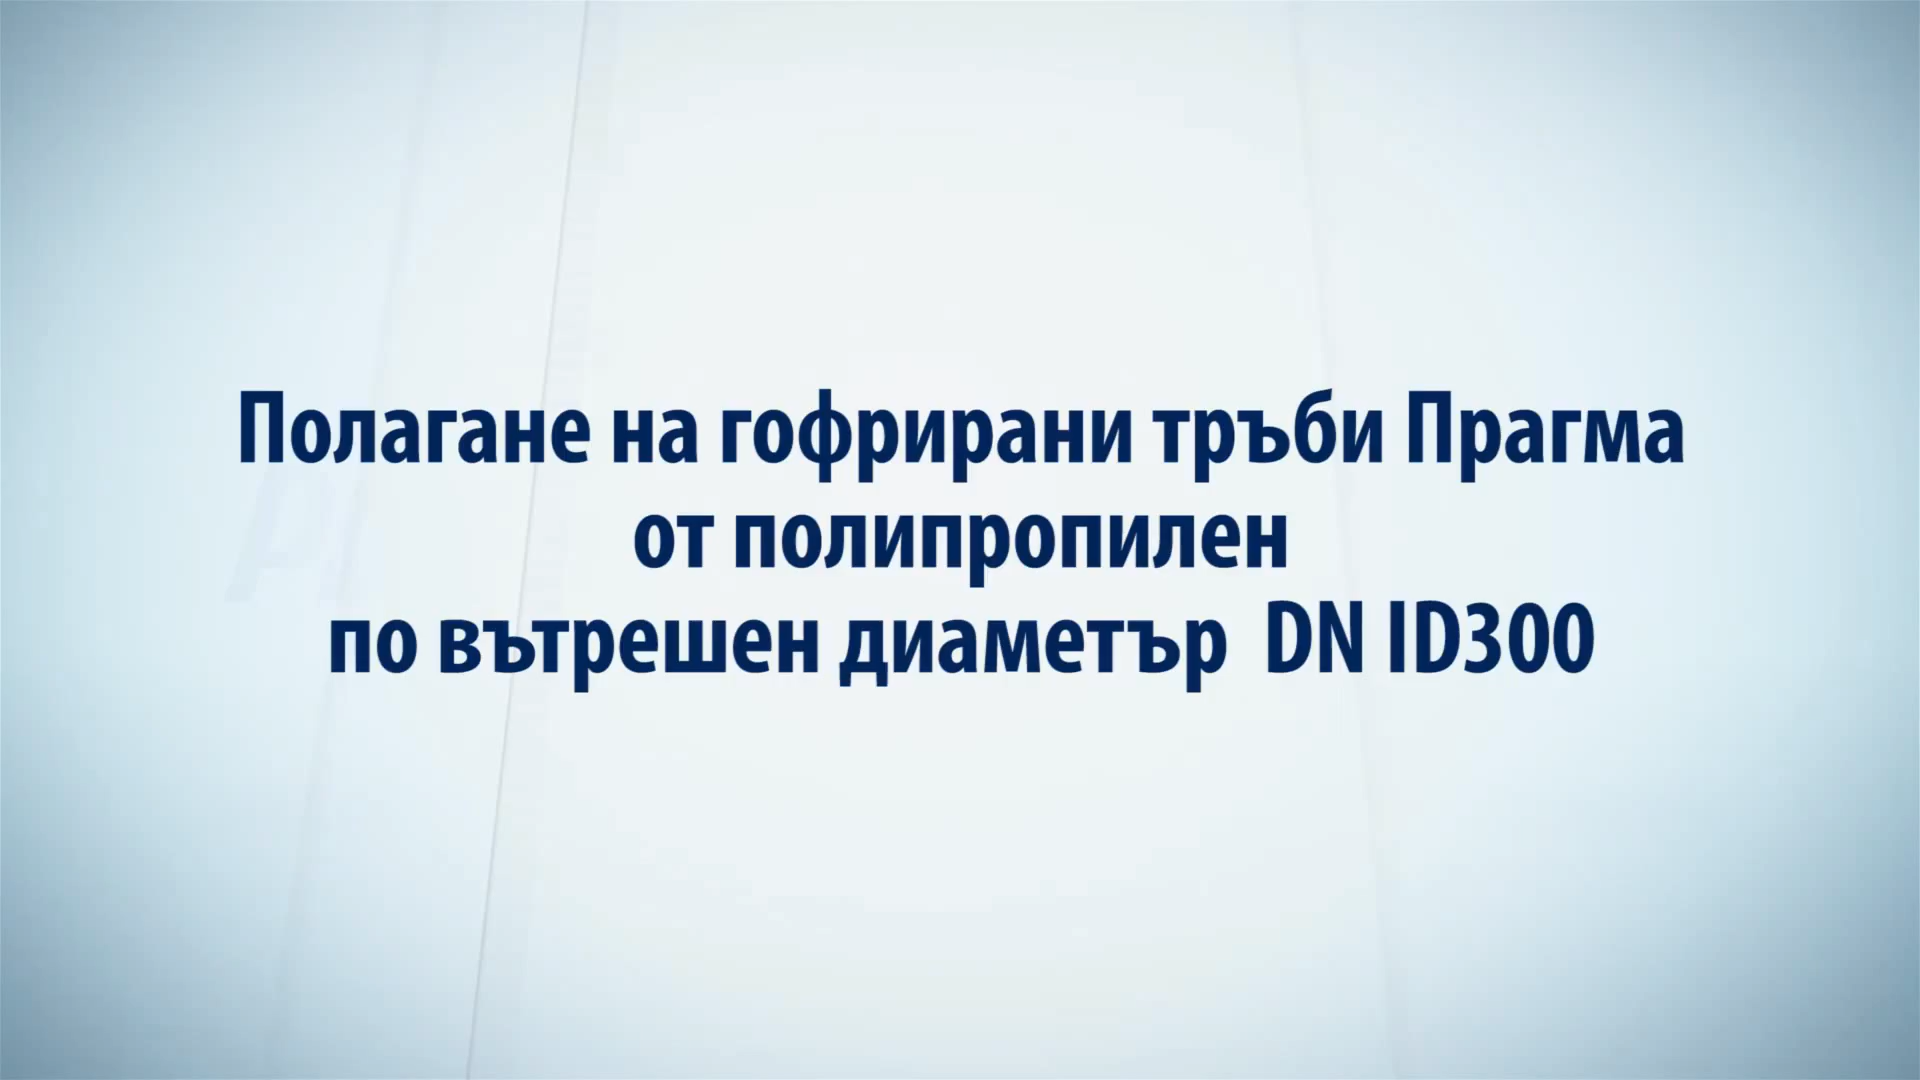 Полагане на гофрирани тръби Прагма
от полипропилен
по вътрешен диаметър DN ID300